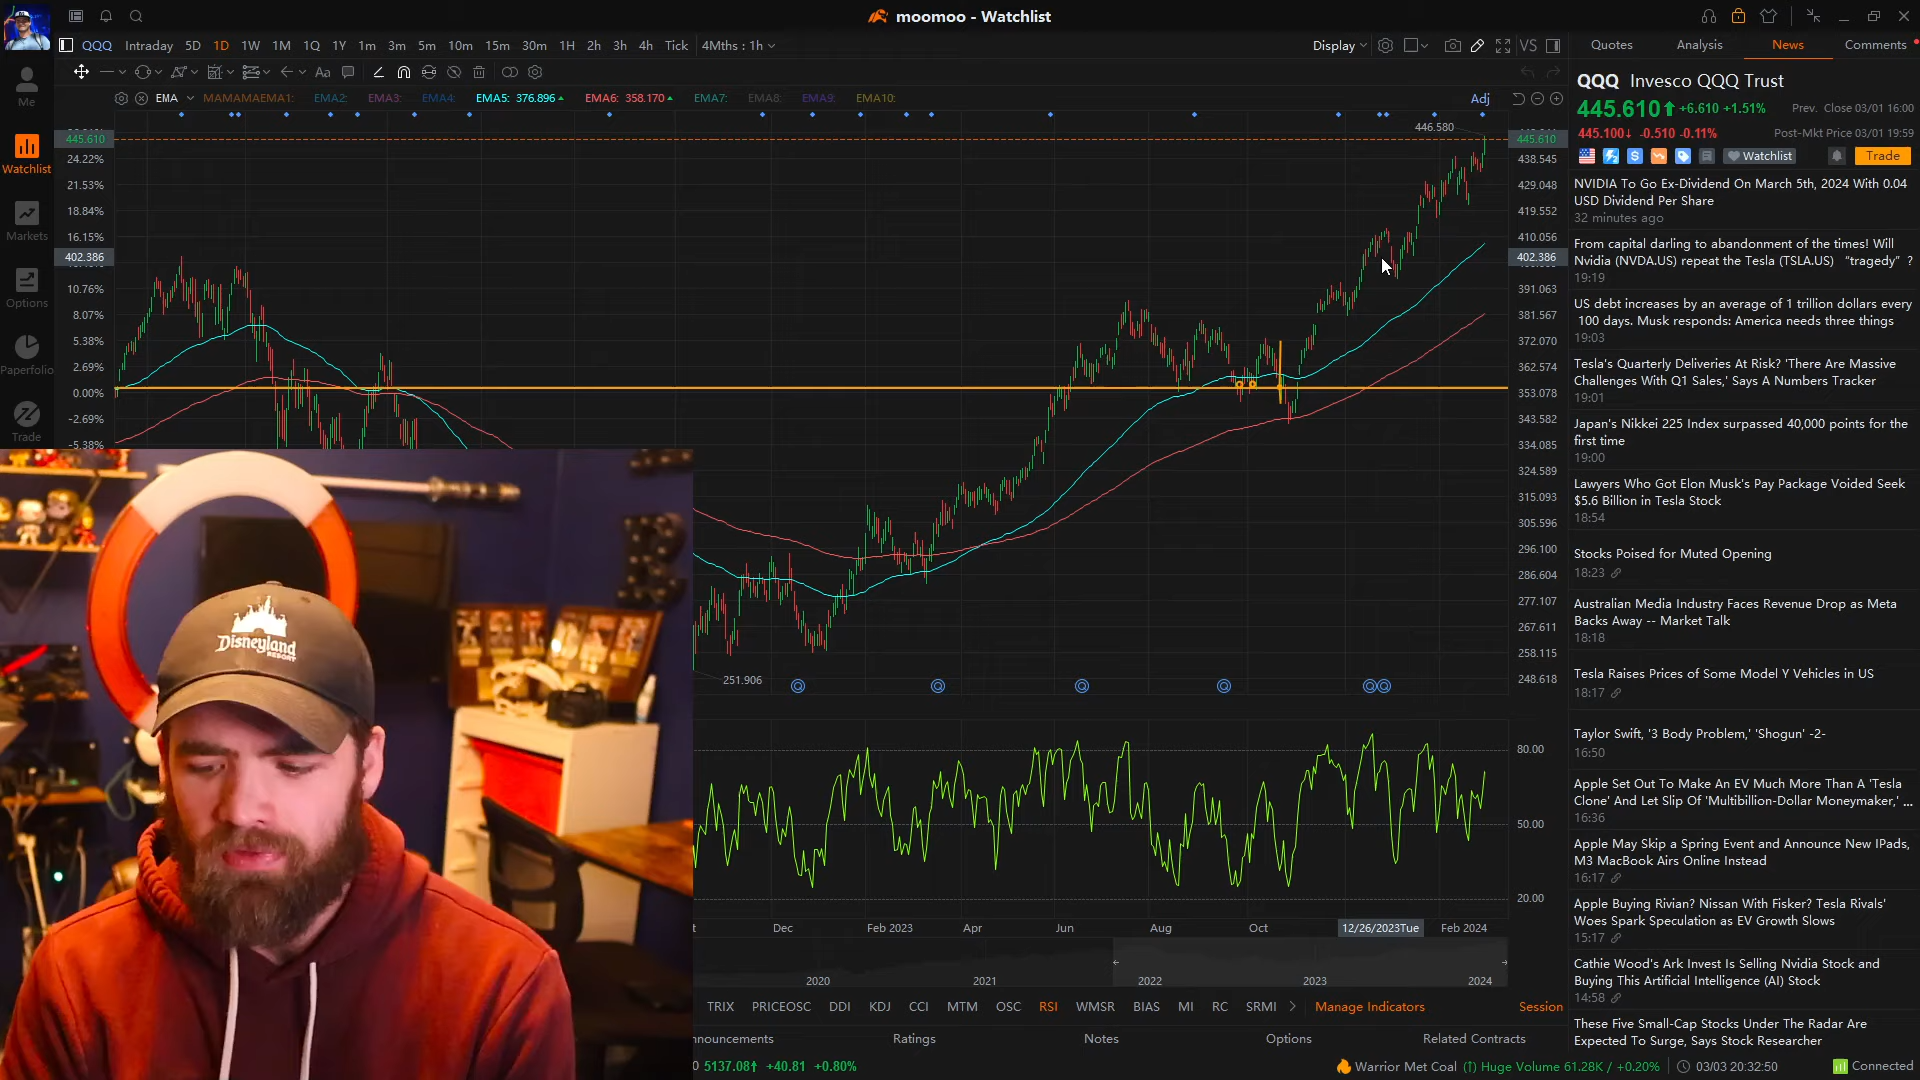 moomoo - Watchlist
QQQ Intraday 5D 1D 1W 1M 1Q 1Y 1m 3m 5m 10m 15m 30m 1H 2h 3h 4h Tick 4Mths : 1h
Display VS
Quotes Analysis News Comments
Aa
EMA MAMAMAEMA1: EMA2: EMA3: EMA4: EMA5: 376.896 EMA6: 358.170 EMA7: EMA8: EMA9: EMA10:
Adj
Me
Watchlist
Markets
Options
Paperfolio
Trade
445.610
24.22%
21.53%
18.84%
16.15%
402.386
10.76%
8.07%
5.38%
2.69%
0.00%
-2.69%
-5.38%
446.580
251.906
445.610
438.545
429.048
419.552
410.056
402.386
391.063
381.567
372.070
362.574
353.078
343.582
334.085
324.589
315.093
305.596
296.100
286.604
277.107
267.611
258.115
248.618
80.00
50.00
20.00
Dec Feb 2023 Apr Jun Aug Oct 12/26/2023Tue Feb 2024
2020 2021 2022 2023 2024
TRIX PRICEOSC DDI KDJ CCI MTM OSC RSI WMSR BIAS MI RC SRMI Manage Indicators Session
nnouncements Ratings Notes Options Related Contracts
0 5137.08 +40.81 +0.80%
Warrior Met Coal (↑) Huge Volume 61.28K / +0.20% 03/03 20:32:50 Connected
Disneyland
RESORT
QQQ Invesco QQQ Trust
445.610 +6.610 +1.51% Prev. Close 03/01 16:00
445.100↓ -0.510 -0.11% Post-Mkt Price 03/01 19:59
Watchlist Trade
NVIDIA To Go Ex-Dividend On March 5th, 2024 With 0.04
USD Dividend Per Share
32 minutes ago
From capital darling to abandonment of the times! Will
Nvidia (NVDA.US) repeat the Tesla (TSLA.US) “tragedy” ?
19:19
US debt increases by an average of 1 trillion dollars every
100 days. Musk responds: America needs three things
19:03
Tesla's Quarterly Deliveries At Risk? 'There Are Massive
Challenges With Q1 Sales,' Says A Numbers Tracker
19:01
Japan's Nikkei 225 Index surpassed 40,000 points for the
first time
19:00
Lawyers Who Got Elon Musk's Pay Package Voided Seek
$5.6 Billion in Tesla Stock
18:54
Stocks Poised for Muted Opening
18:23
Australian Media Industry Faces Revenue Drop as Meta
Backs Away -- Market Talk
18:18
Tesla Raises Prices of Some Model Y Vehicles in US
18:17
Taylor Swift, '3 Body Problem,' 'Shogun' -2-
16:50
Apple Set Out To Make An EV Much More Than A 'Tesla
Clone' And Let Slip Of 'Multibillion-Dollar Moneymaker,' ...
16:36
Apple May Skip a Spring Event and Announce New IPads,
M3 MacBook Airs Online Instead
16:17
Apple Buying Rivian? Nissan With Fisker? Tesla Rivals'
Woes Spark Speculation as EV Growth Slows
15:17
Cathie Wood's Ark Invest Is Selling Nvidia Stock and
Buying This Artificial Intelligence (AI) Stock
14:58
These Five Small-Cap Stocks Under The Radar Are
Expected To Surge, Says Stock Researcher